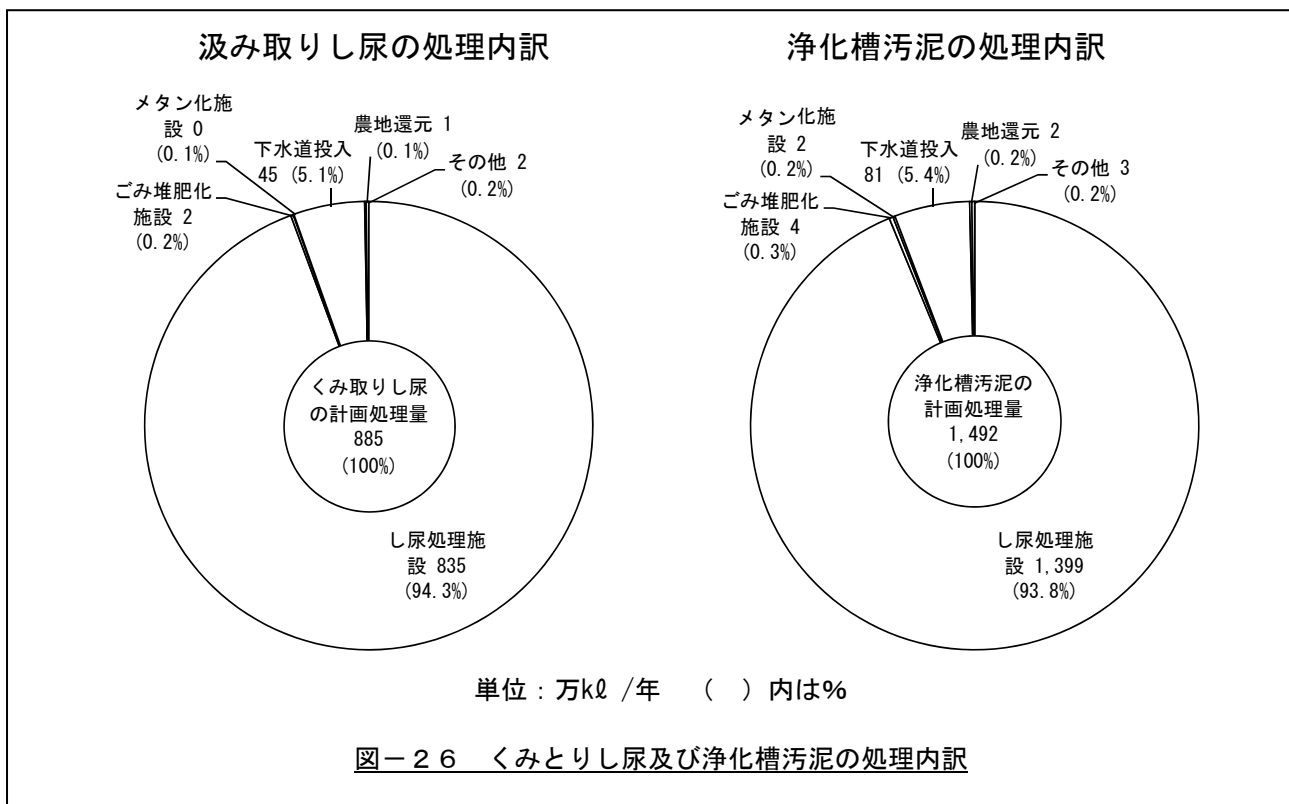 汲み取りし尿の処理内訳
メタン化施
設 0
(0.1%)
下水道投入
45 (5.1%)
農地還元 1
(0.1%)
その他 2
(0.2%)
ごみ堆肥化
施設 2
(0.2%)
くみ取りし尿
の計画処理量
885
(100%)
し尿処理施
設 835
(94.3%)
浄化槽汚泥の処理内訳
メタン化施
設 2
(0.2%)
下水道投入
81 (5.4%)
農地還元 2
(0.2%)
その他 3
(0.2%)
ごみ堆肥化
施設 4
(0.3%)
浄化槽汚泥の
計画処理量
1,492
(100%)
し尿処理施
設 1,399
(93.8%)
単位：万kℓ /年　（　）内は%
図－２６　くみとりし尿及び浄化槽汚泥の処理内訳